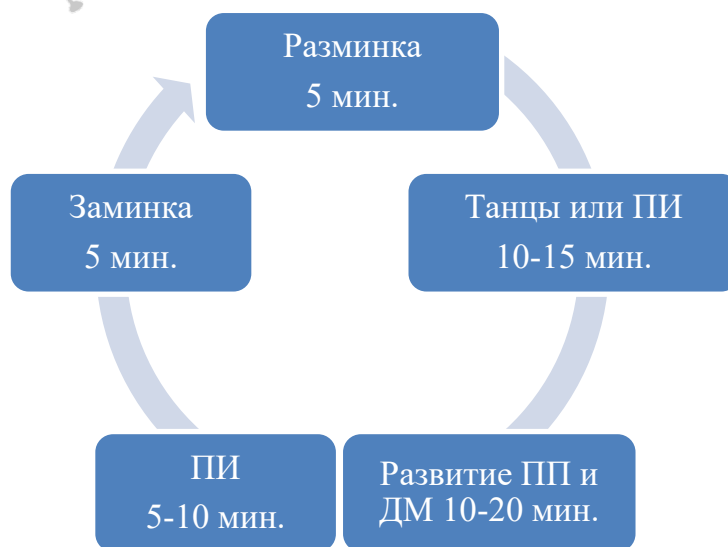 Разминка
5 мин.
Танцы или ПИ
10-15 мин.
Развитие ПП и
ДМ 10-20 мин.
ПИ
5-10 мин.
Заминка
5 мин.